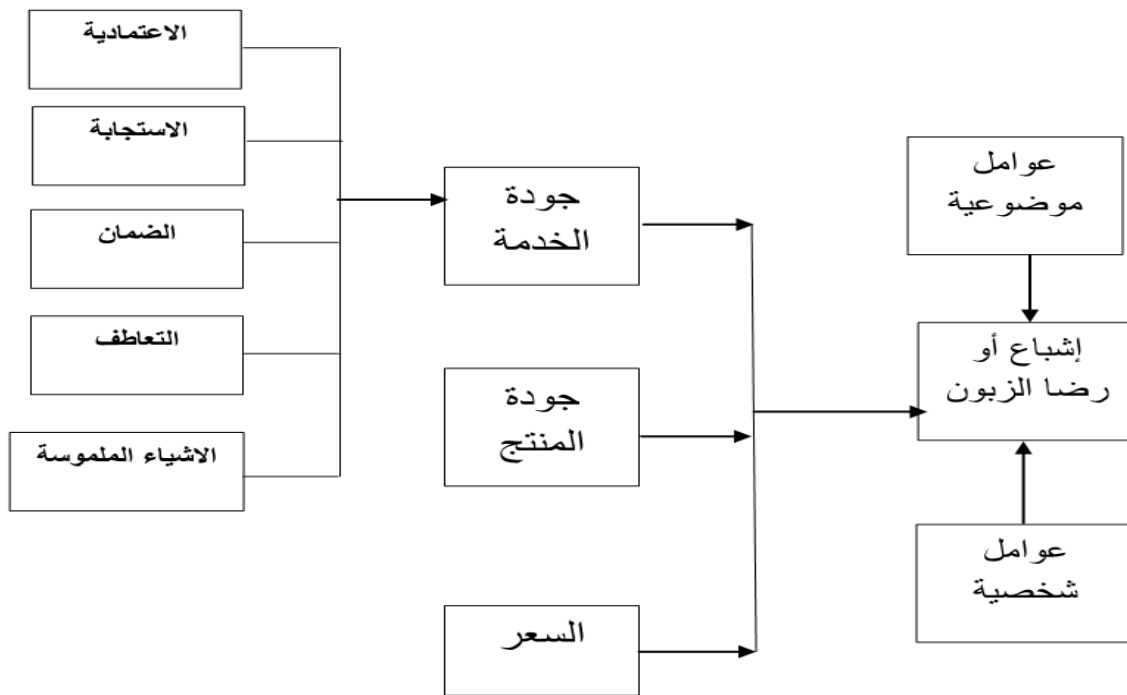 الاعتمادية
الاستجابة
الضمان
التعاطف
الاشياء الملموسة
جودة
الخدمة
جودة
المنتج
السعر
عوامل
موضوعية
إشباع أو
رضا الزبون
عوامل
شخصية